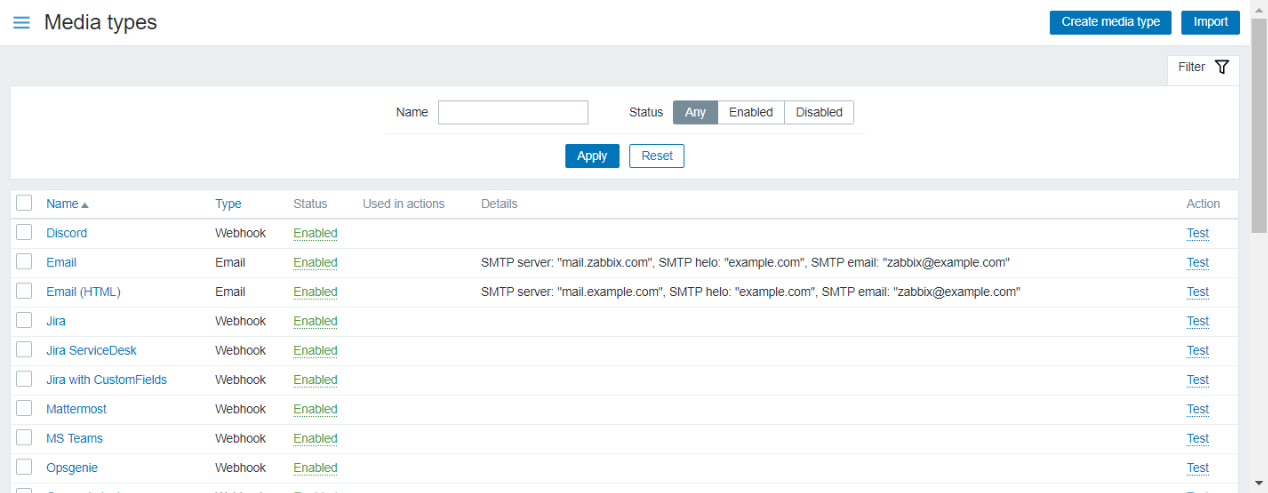 Media types
Create media type
Import
Filter
Name
Status Any Enabled Disabled
Apply Reset
Name Type Status Used in actions Details Action
Discord Webhook Enabled Test
Email Email Enabled SMTP server: "mail.zabbix.com", SMTP helo: "example.com", SMTP email: "zabbix@example.com" Test
Email (HTML) Email Enabled SMTP server: "mail.example.com", SMTP helo: "example.com", SMTP email: "zabbix@example.com" Test
Jira Webhook Enabled Test
Jira ServiceDesk Webhook Enabled Test
Jira with CustomFields Webhook Enabled Test
Mattermost Webhook Enabled Test
MS Teams Webhook Enabled Test
Opsgenie Webhook Enabled Test